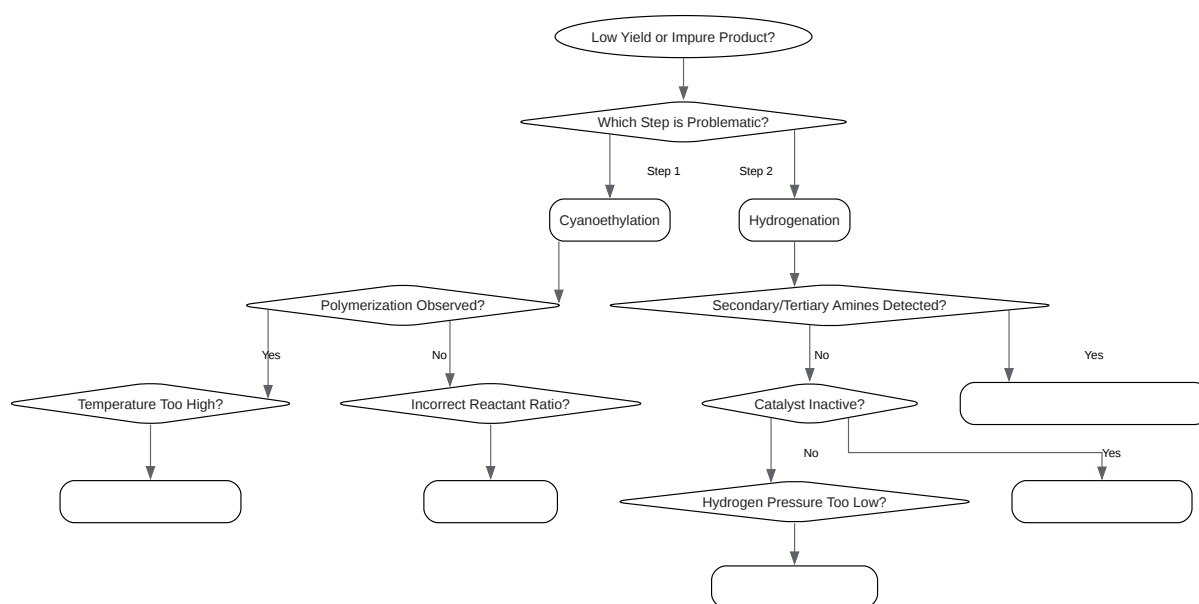 Low Yield or Impure Product?
Which Step is Problematic?
Step 1
Step 2
Cyanoethylation
Hydrogenation
Polymerization Observed?
Secondary/Tertiary Amines Detected?
Yes
No
No
Yes
Temperature Too High?
Incorrect Reactant Ratio?
Catalyst Inactive?
No
Yes
Hydrogen Pressure Too Low?